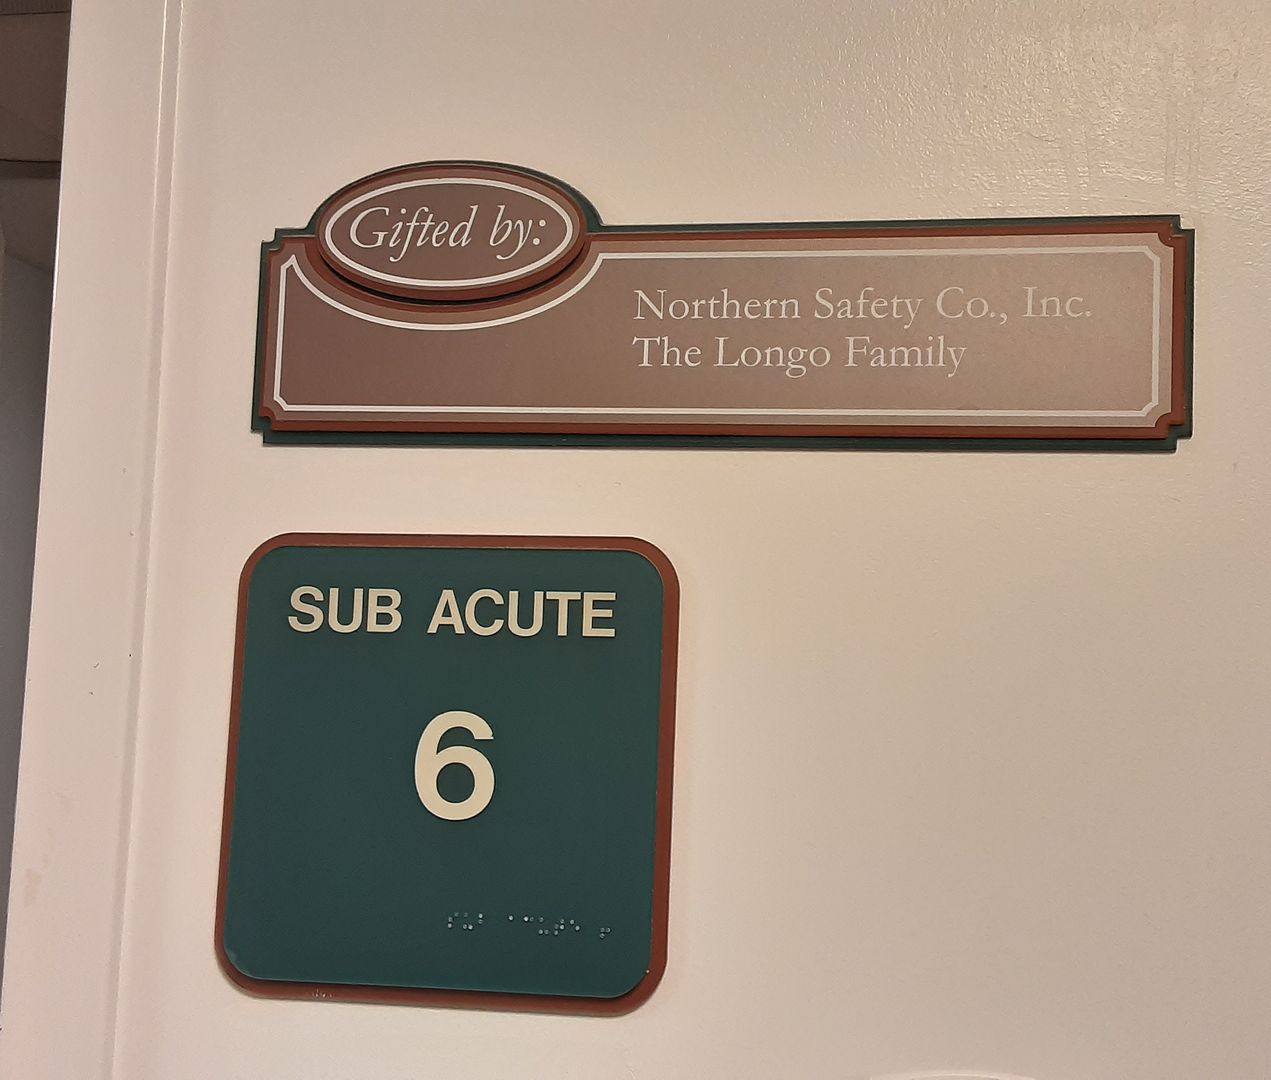 Gifted by:
Northern Safety Co., Inc.
The Longo Family
SUB ACUTE
6